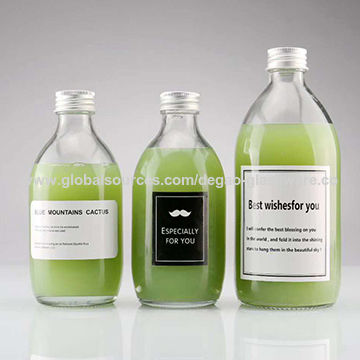 www.globalsources.com/degao-glassware.com
BLUE MOUNTAINS CACTUS
ESPECIALLY
FOR YOU
Best wishesfor you
I will confer the best blessing on you
in the world , and fold it into the shining
stars to hang them in the beautiful sky !